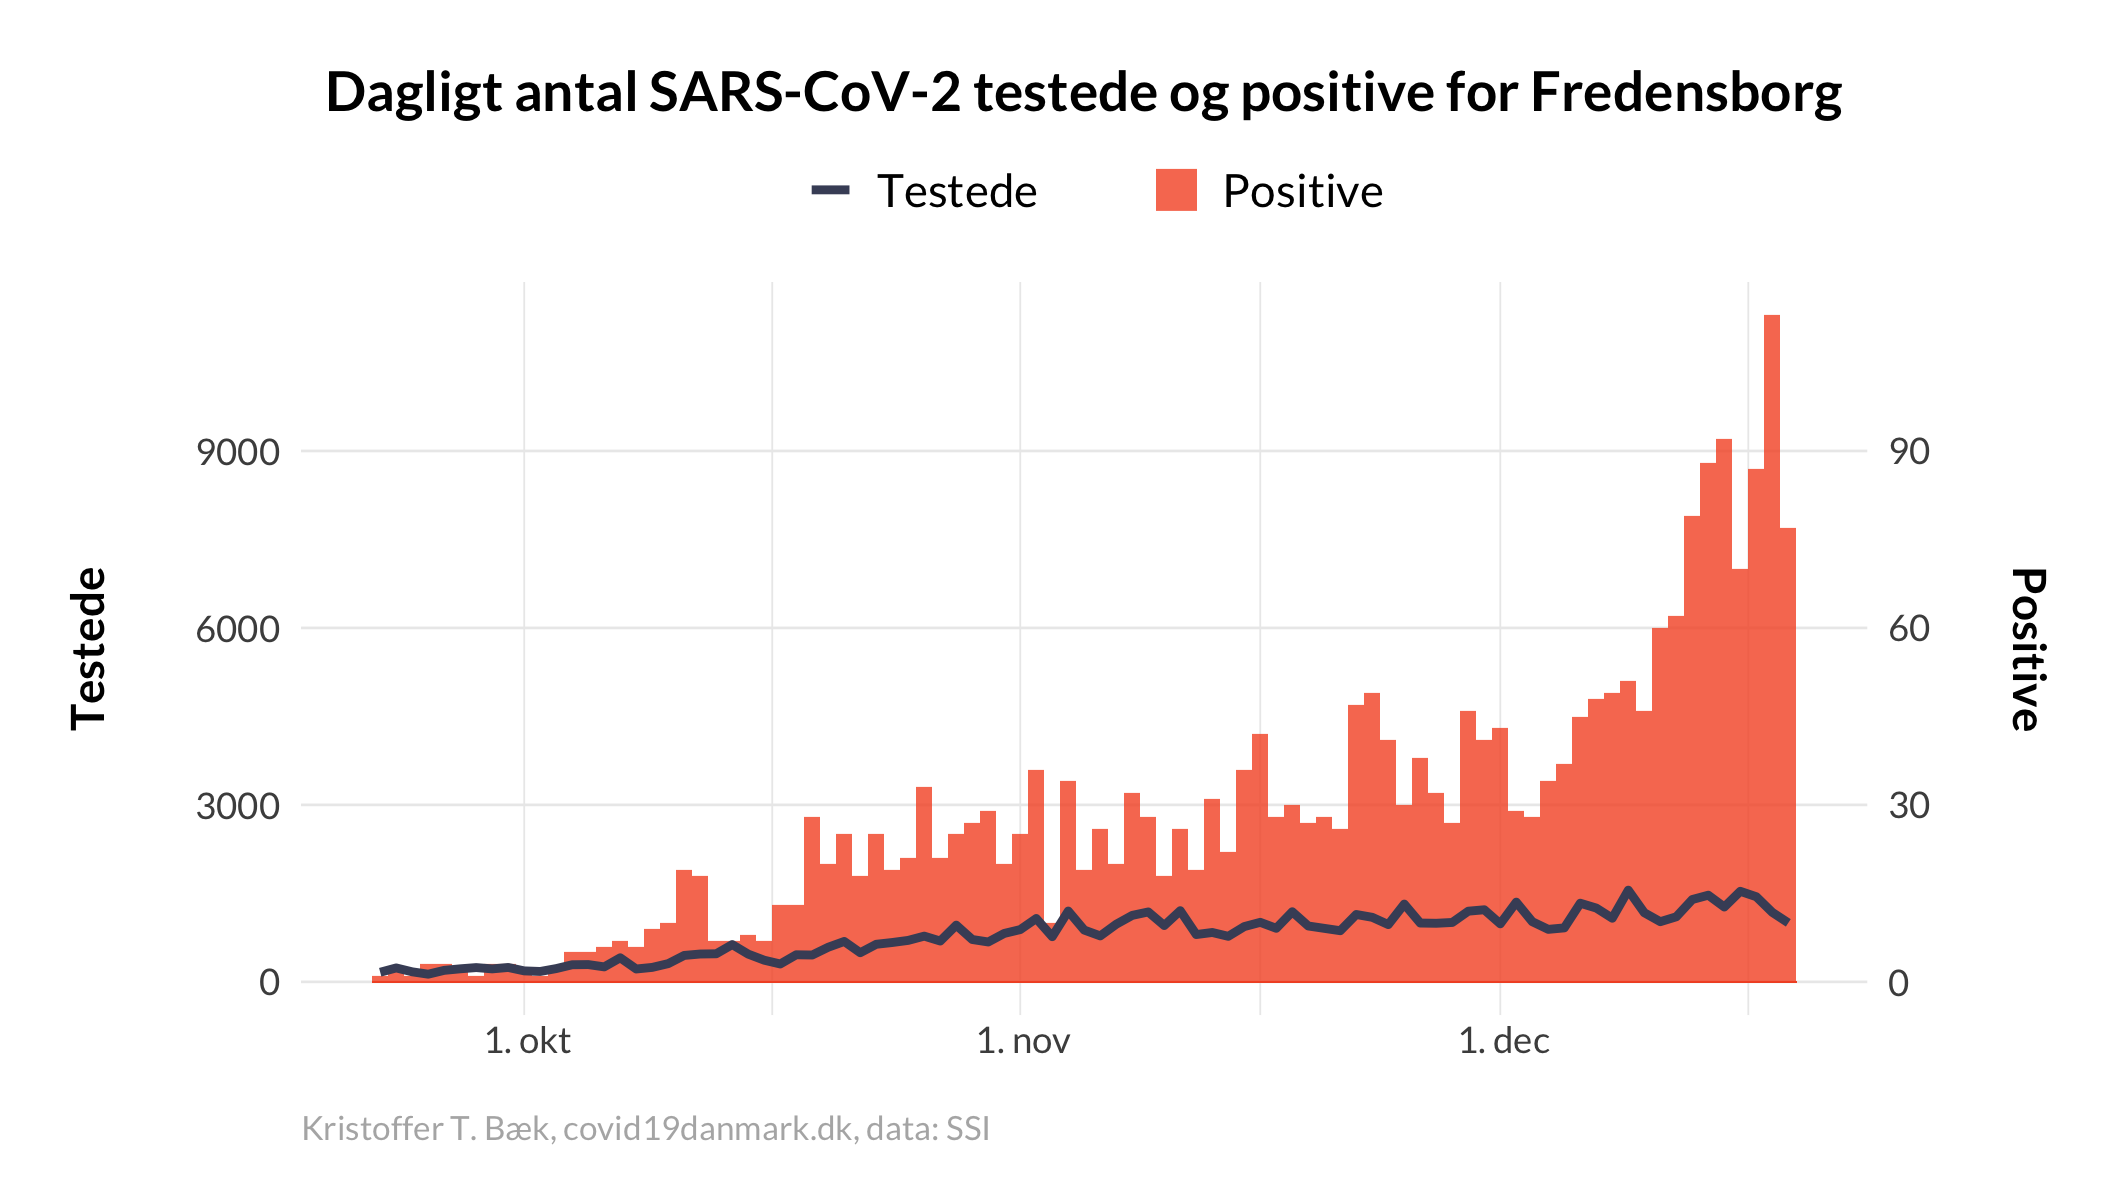 Dagligt antal SARS-CoV-2 testede og positive for Fredensborg
Testede
Positive
Testede
9000
6000
3000
0
90
60
30
0
Positive
1. okt
1. nov
1. dec
Kristoffer T. Bæk, covid19danmark.dk, data: SSI